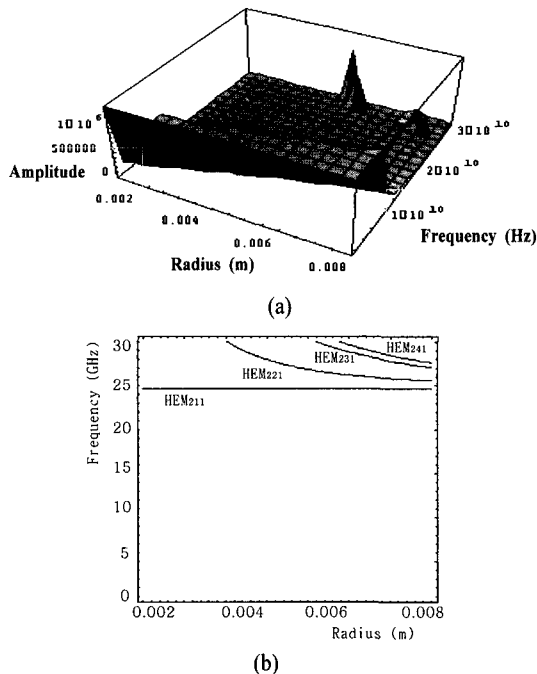 1□10 6
500000
Amplitude
0
0.002
0.004
0.006
0.008
Radius (m)
3□10 10
2□10 10
1□10 10
Frequency (Hz)
(a)
Frequency (GHz)
30
25
20
15
10
5
0
HEM241
HEM231
HEM221
HEM211
0.002
0.004
0.006
0.008
Radius (m)
(b)